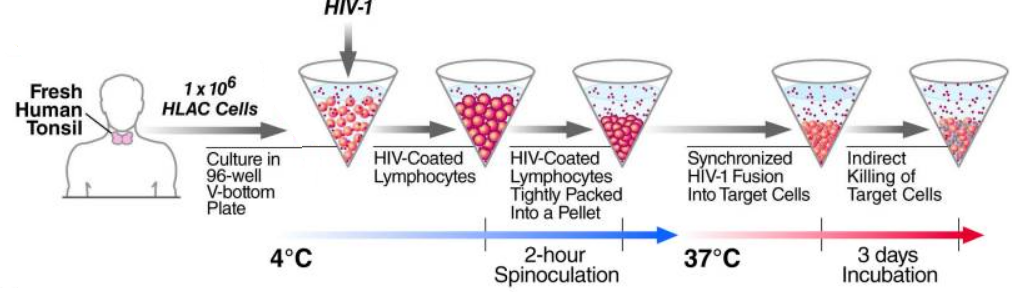 HIV-1
Fresh
Human
Tonsil
1 x 10⁶
HLAC Cells
Culture in
96-well
V-bottom
Plate
HIV-Coated
Lymphocytes
HIV-Coated
Lymphocytes
Tightly Packed
Into a Pellet
Synchronized
HIV-1 Fusion
Into Target Cells
Indirect
Killing of
Target Cells
4°C
2-hour
Spinoculation
37°C
3 days
Incubation